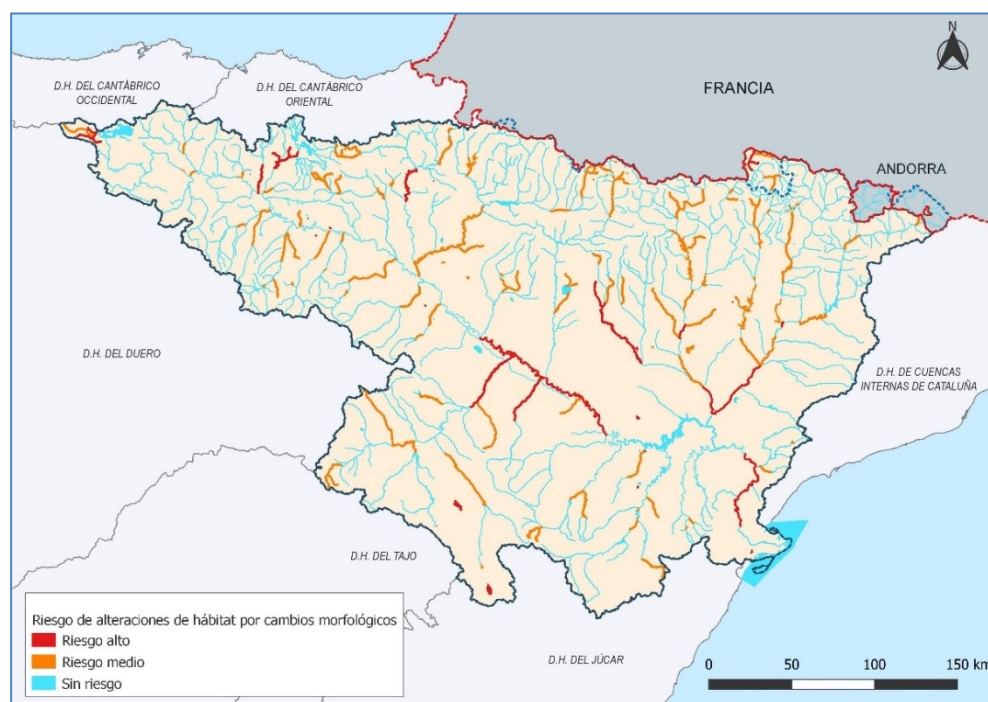 N
D.H. DEL CANTÁBRICO
OCCIDENTAL
D.H. DEL CANTÁBRICO
ORIENTAL
FRANCIA
ANDORRA
D.H. DEL DUERO
D.H. DE CUENCAS
INTERNAS DE CATALUÑA
D.H. DEL TAJO
D.H. DEL JÚCAR
Riesgo de alteraciones de hábitat por cambios morfológicos
Riesgo alto
Riesgo medio
Sin riesgo
0 50 100 150 km